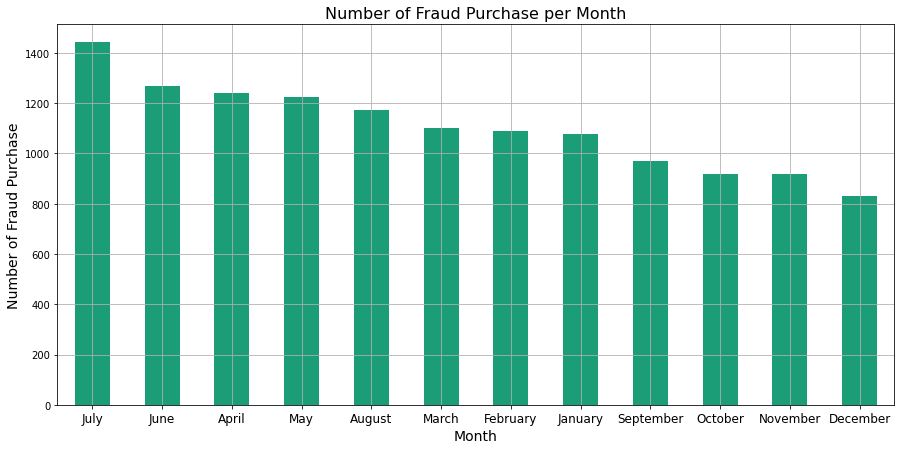 Number of Fraud Purchase per Month
Number of Fraud Purchase
1400
1200
1000
800
600
400
200
0
July June April May August March February January September October November December
Month